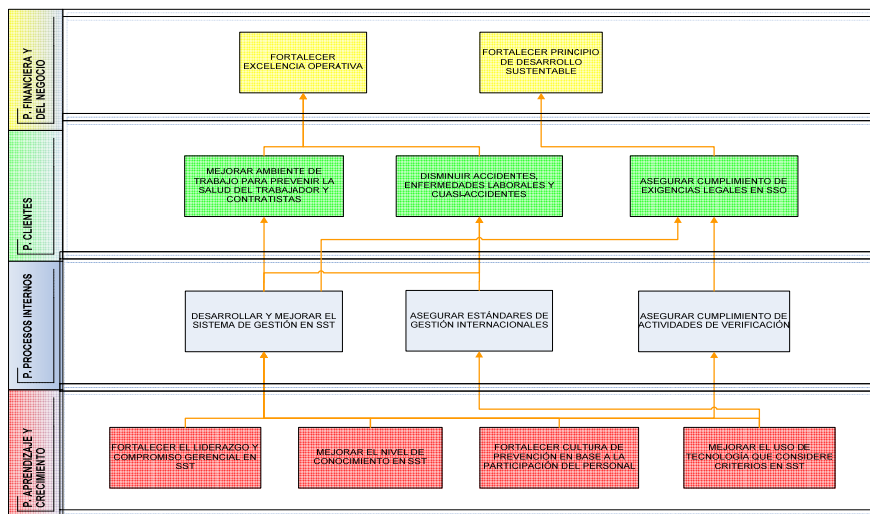 P. FINANCIERA Y
DEL NEGOCIO
FORTALECER
EXCELENCIA OPERATIVA
FORTALECER PRINCIPIO
DE DESARROLLO
SUSTENTABLE
P. CLIENTES
MEJORAR AMBIENTE DE
TRABAJO PARA PREVENIR LA
SALUD DEL TRABAJADOR Y
CONTRATISTAS
DISMINUIR ACCIDENTES,
ENFERMEDADES LABORALES Y
CUASI-ACCIDENTES
ASEGURAR CUMPLIMIENTO DE
EXIGENCIAS LEGALES EN SSO
P. PROCESOS INTERNOS
DESARROLLAR Y MEJORAR EL
SISTEMA DE GESTIÓN EN SST
ASEGURAR ESTÁNDARES DE
GESTIÓN INTERNACIONALES
ASEGURAR CUMPLIMIENTO DE
ACTIVIDADES DE VERIFICACIÓN
P. APRENDIZAJE Y
CRECIMIENTO
FORTALECER EL LIDERAZGO Y
COMPROMISO GERENCIAL EN
SST
MEJORAR EL NIVEL DE
CONOCIMIENTO EN SST
FORTALECER CULTURA DE
PREVENCIÓN EN BASE A LA
PARTICIPACIÓN DEL PERSONAL
MEJORAR EL USO DE
TECNOLOGÍA QUE CONSIDERE
CRITERIOS EN SST